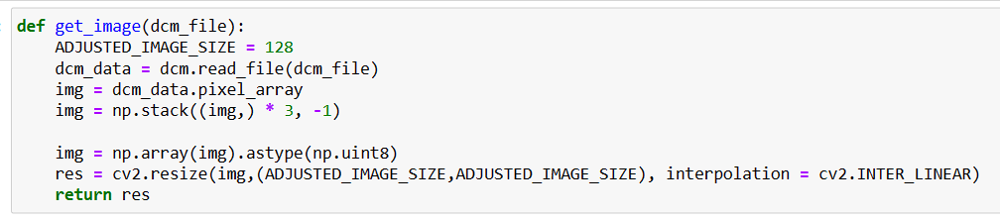 def get_image(dcm_file):
    ADJUSTED_IMAGE_SIZE = 128
    dcm_data = dcm.read_file(dcm_file)
    img = dcm_data.pixel_array
    img = np.stack((img,) * 3, -1)

    img = np.array(img).astype(np.uint8)
    res = cv2.resize(img,(ADJUSTED_IMAGE_SIZE,ADJUSTED_IMAGE_SIZE), interpolation = cv2.INTER_LINEAR)
    return res